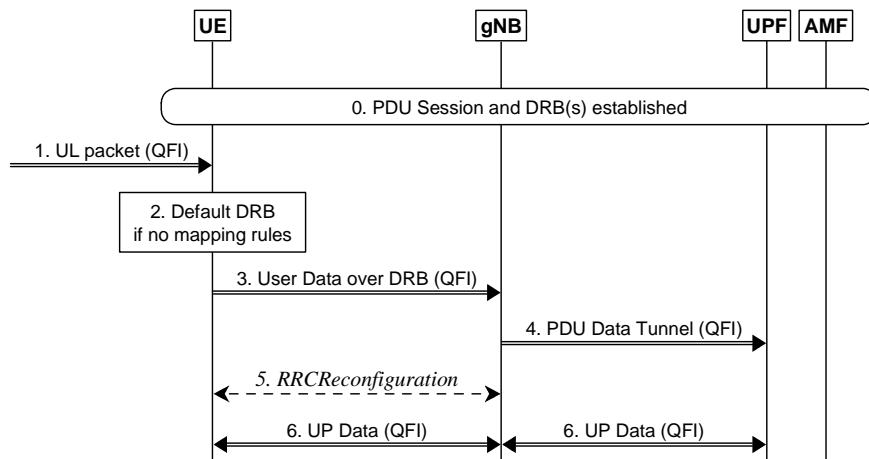 UE gNB UPF AMF
0. PDU Session and DRB(s) established
1. UL packet (QFI)
2. Default DRB
if no mapping rules
3. User Data over DRB (QFI)
4. PDU Data Tunnel (QFI)
5. RRCReconfiguration
6. UP Data (QFI) 6. UP Data (QFI)